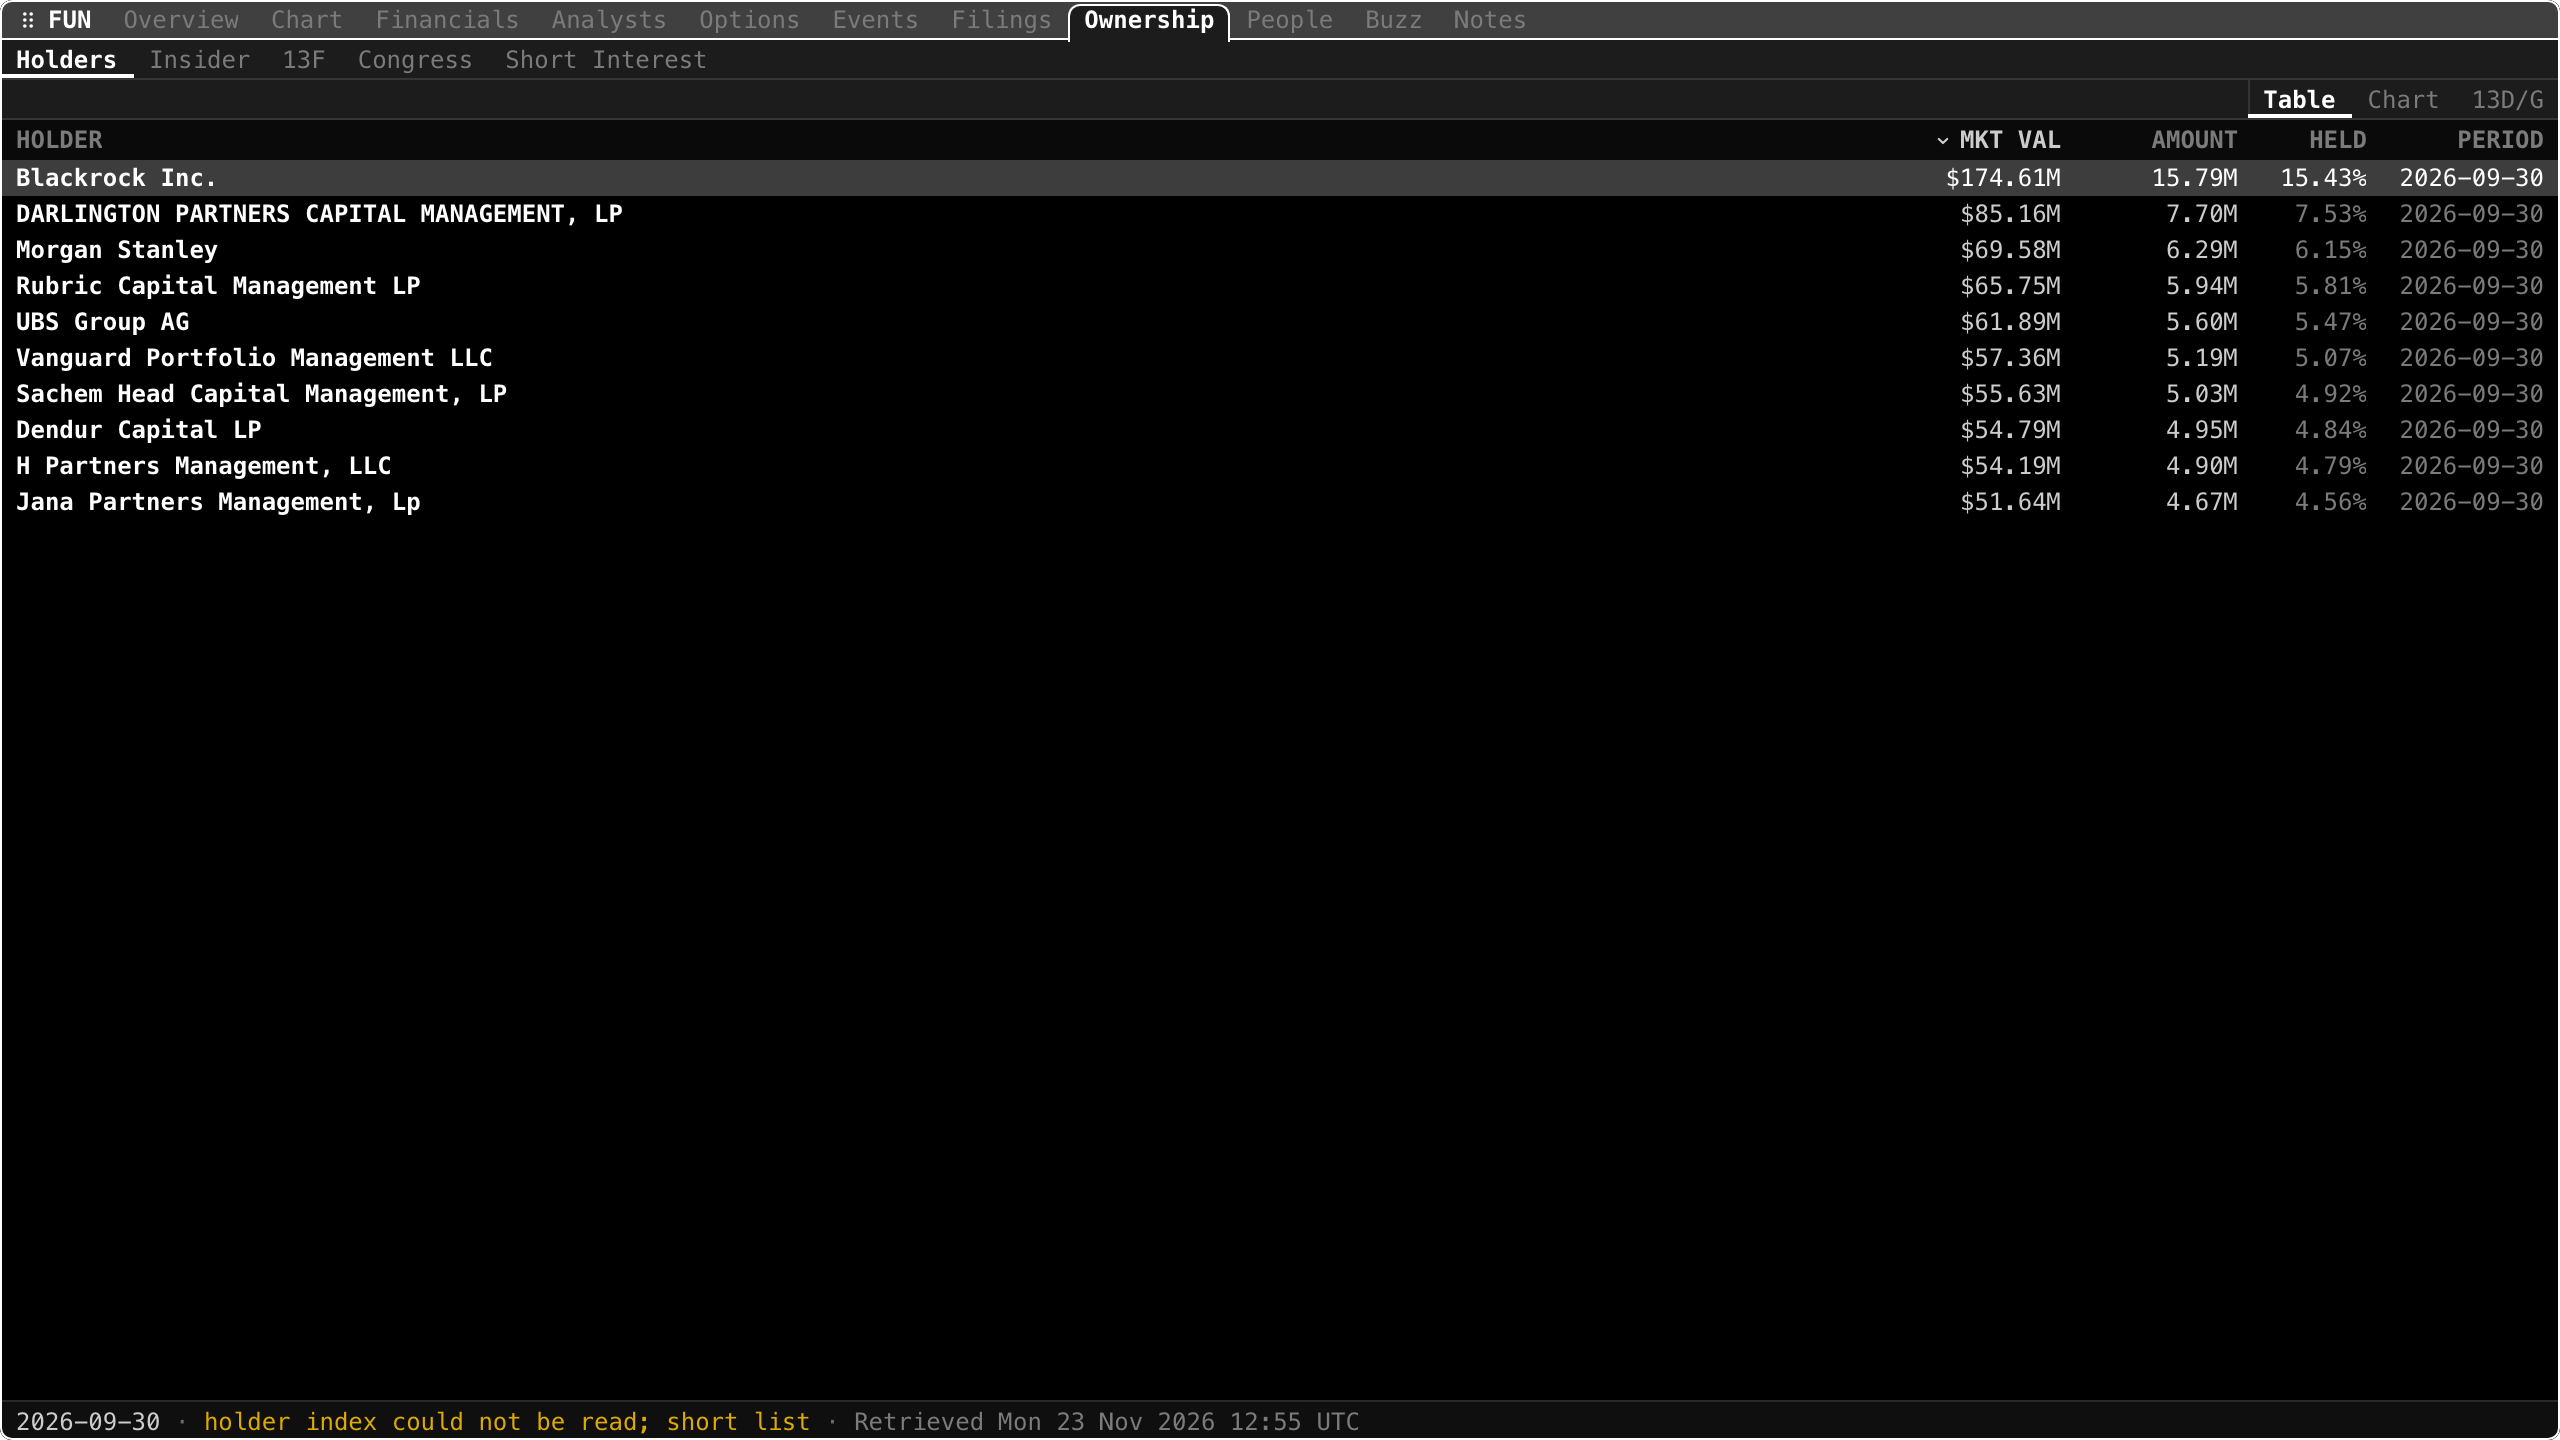 FUN Overview Chart Financials Analysts Options Events Filings Ownership People Buzz Notes
Holders Insider 13F Congress Short Interest
Table Chart 13D/G
HOLDER MKT VAL AMOUNT HELD PERIOD
Blackrock Inc. $174.61M 15.79M 15.43% 2026-09-30
DARLINGTON PARTNERS CAPITAL MANAGEMENT, LP $85.16M 7.70M 7.53% 2026-09-30
Morgan Stanley $69.58M 6.29M 6.15% 2026-09-30
Rubric Capital Management LP $65.75M 5.94M 5.81% 2026-09-30
UBS Group AG $61.89M 5.60M 5.47% 2026-09-30
Vanguard Portfolio Management LLC $57.36M 5.19M 5.07% 2026-09-30
Sachem Head Capital Management, LP $55.63M 5.03M 4.92% 2026-09-30
Dendur Capital LP $54.79M 4.95M 4.84% 2026-09-30
H Partners Management, LLC $54.19M 4.90M 4.79% 2026-09-30
Jana Partners Management, Lp $51.64M 4.67M 4.56% 2026-09-30
2026-09-30 · holder index could not be read; short list · Retrieved Mon 23 Nov 2026 12:55 UTC